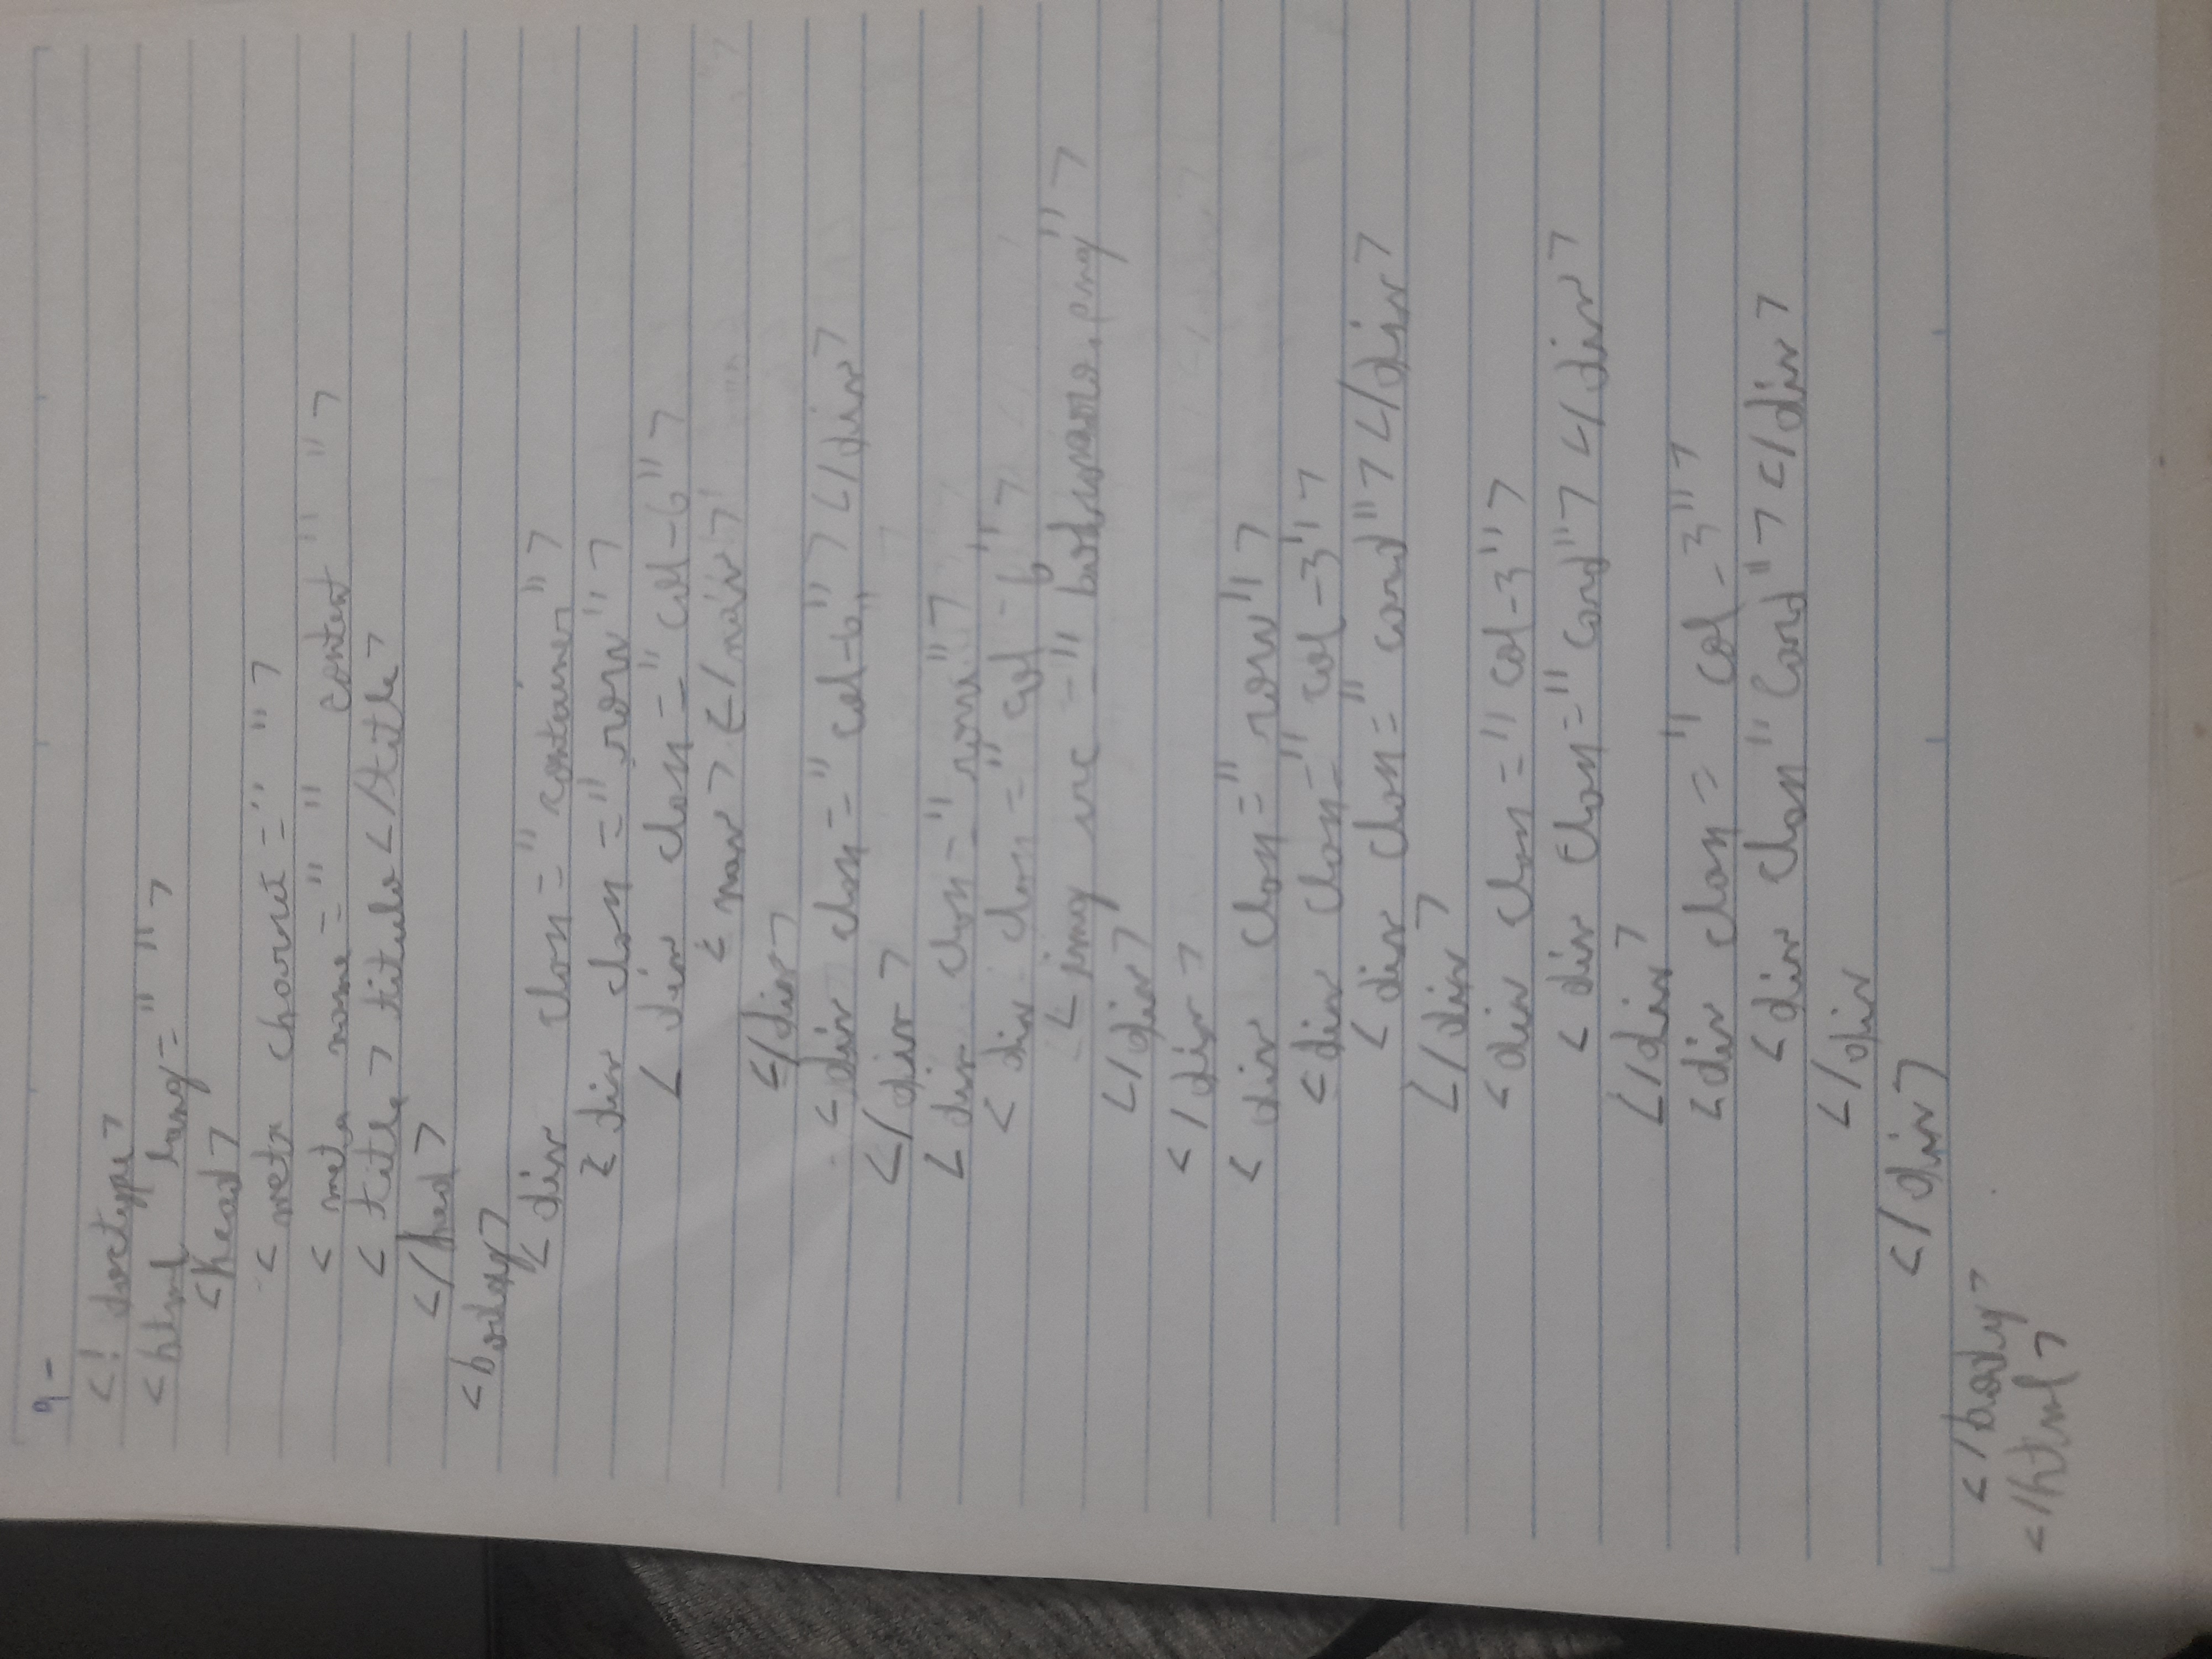 9-
<! doctype>
<html lang=" ">
<head>
<meta charset=" ">
<meta name=" " content" ">
<title> titulo </title>
</head>
<body>
<div class="container">
<div class="row">
<div class="col-6">
<nav> </nav>
</div>
<div class="col-6"> </div>
</div>
<div class="row">
<div class="col-6">
<img src =" .png">
</div>
</div>
<div class="row">
<div class="col-3">
<div class="card"> </div>
</div>
<div class="col-3">
<div class="card"> </div>
</div>
<div class="col-3">
<div class "Card"> </div>
</div
</div>
</body>
</html>